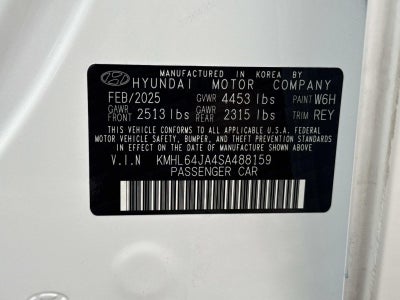 MANUFACTURED IN KOREA BY
HYUNDAI MOTOR COMPANY
FEB/2025 GVWR 4453 lbs PAINT W6H
GAWR FRONT 2513 lbs GAWR REAR 2315 lbs TRIM REY
THIS VEHICLE CONFORMS TO ALL APPLICABLE U.S.A. FEDERAL
MOTOR VEHICLE SAFETY, BUMPER, AND THEFT PREVENTION
STANDARDS IN EFFECT ON THE DATE OF MANUFACTURE
SHOWN ABOVE.
V.I.N KMHL64JA4SA488159
PASSENGER CAR